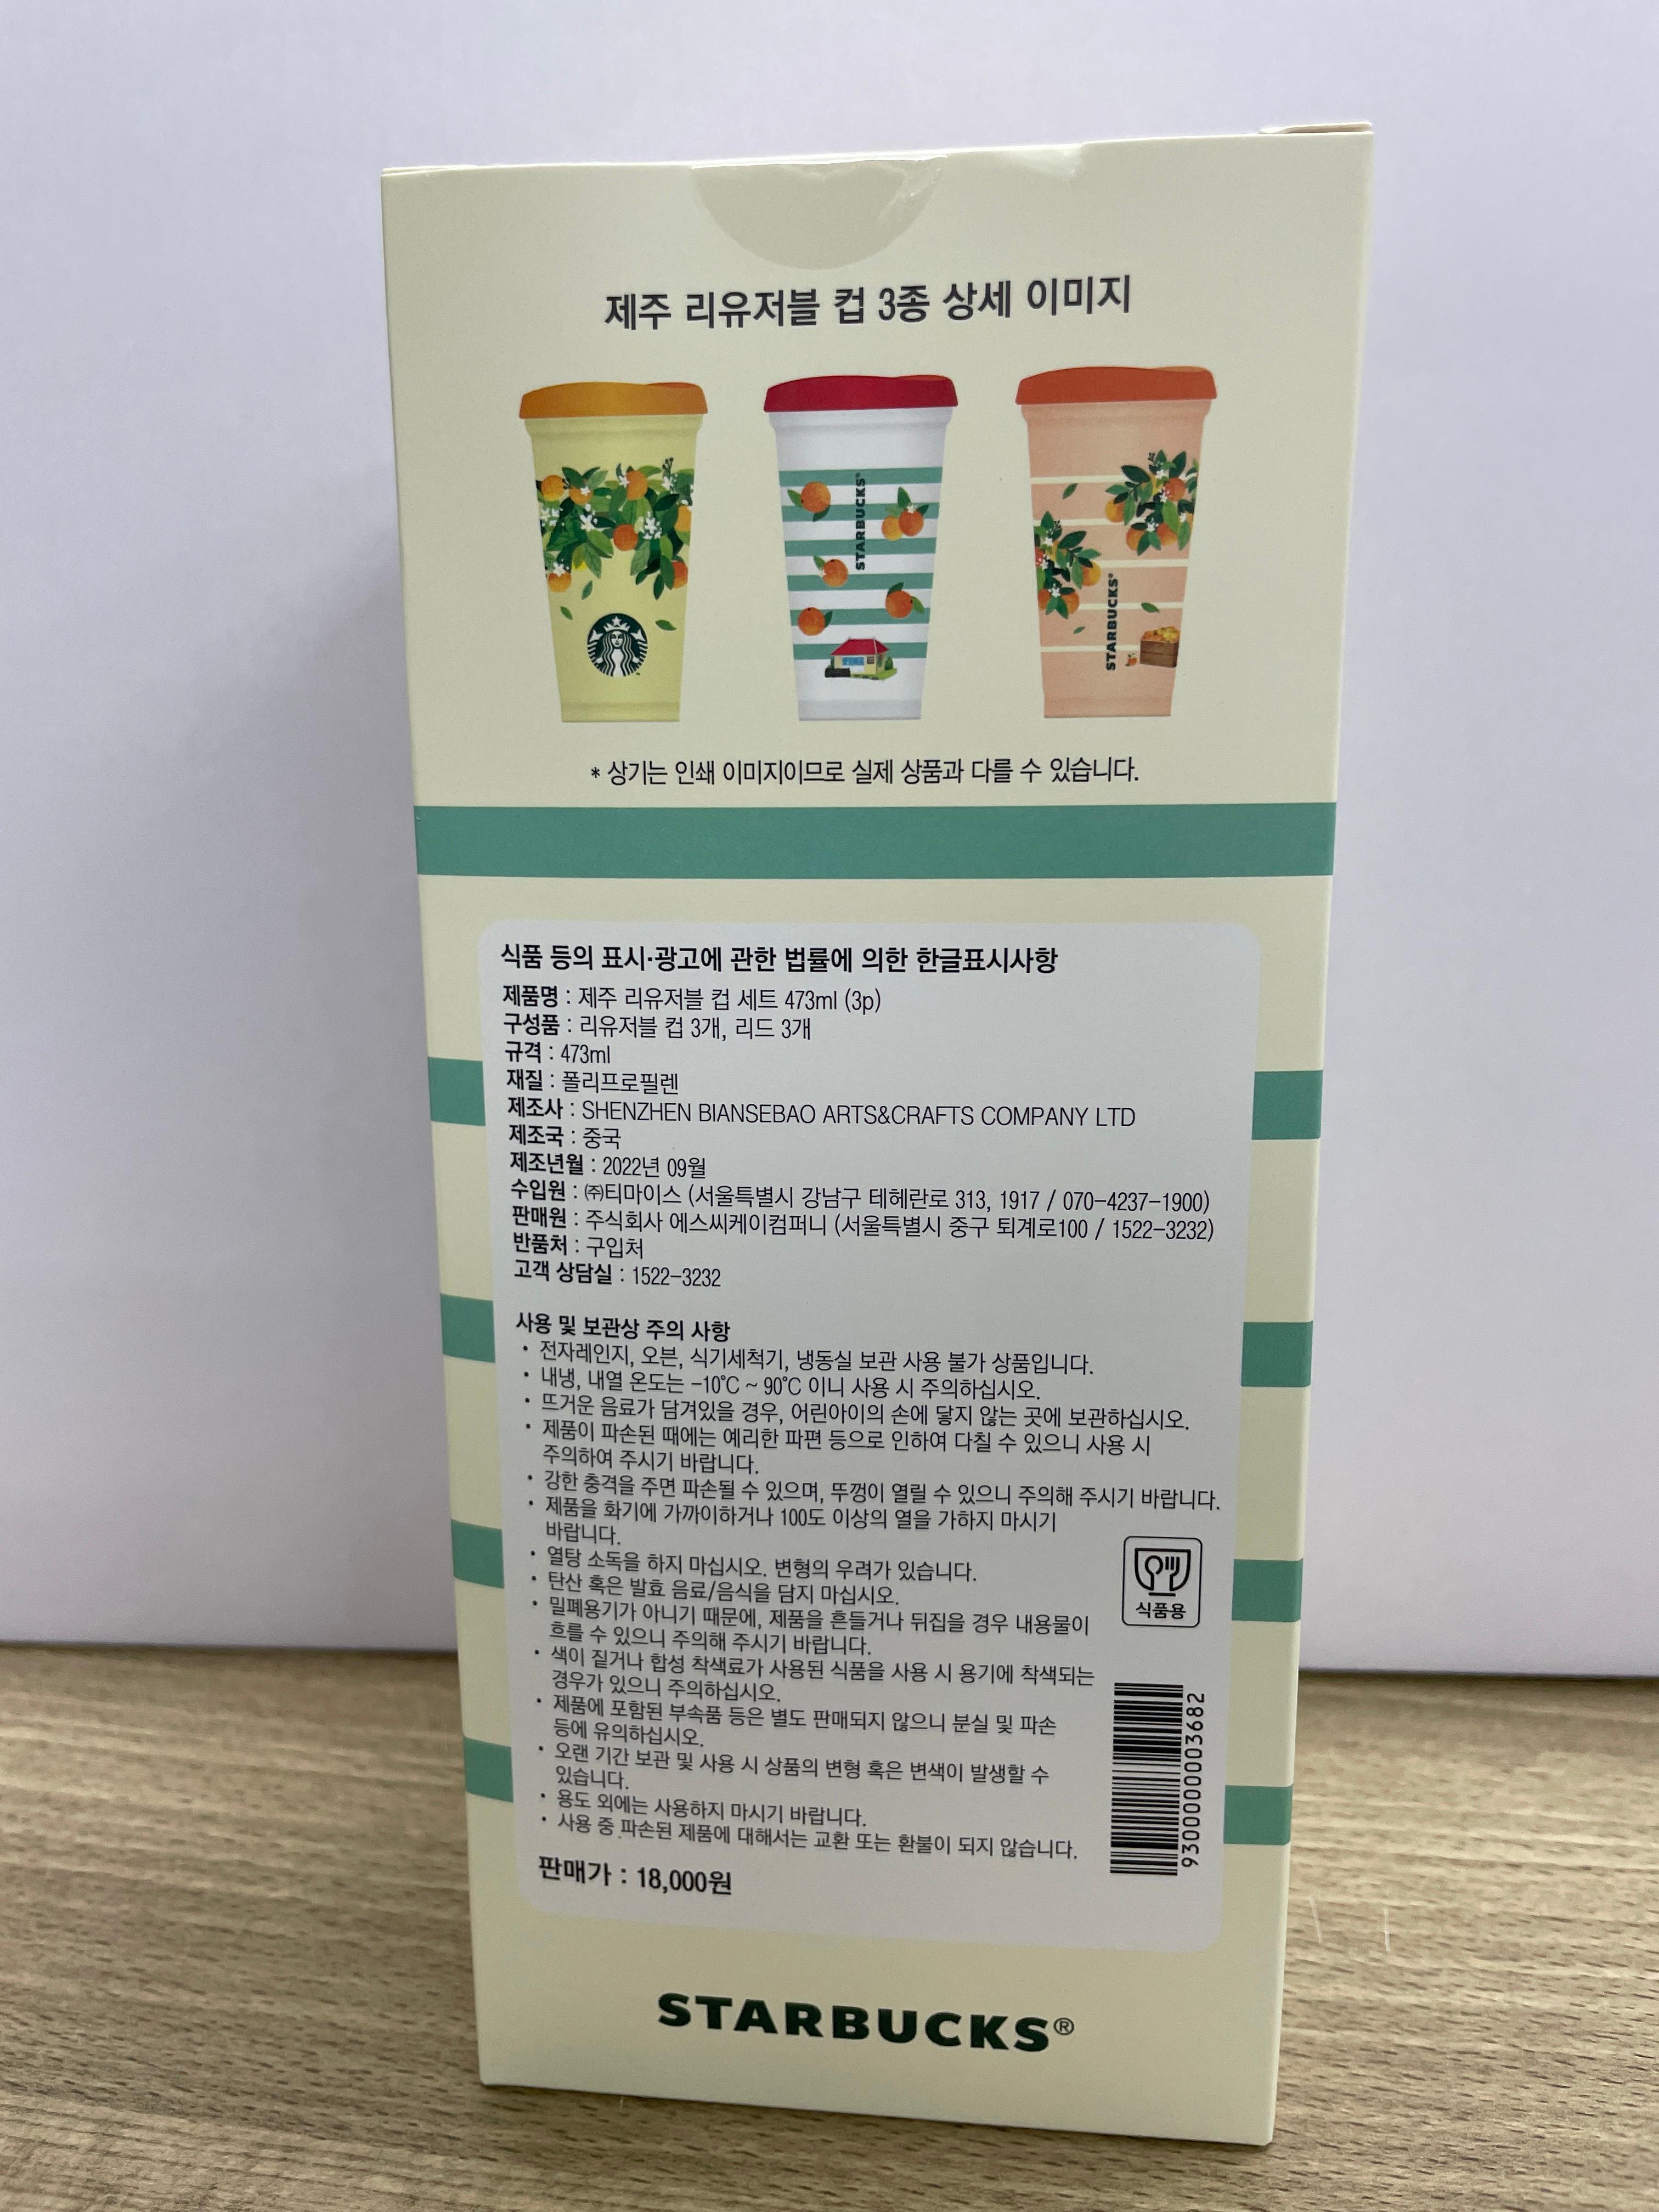 제주 리유저블 컵 3종 상세 이미지
STARBUCKS®
STARBUCKS®
* 상기는 인쇄 이미지이므로 실제 상품과 다를 수 있습니다.
식품 등의 표시·광고에 관한 법률에 의한 한글표시사항
제품명 : 제주 리유저블 컵 세트 473ml (3p)
구성품 : 리유저블 컵 3개, 리드 3개
규격 : 473ml
재질 : 폴리프로필렌
제조사 : SHENZHEN BIANSEBAO ARTS&CRAFTS COMPANY LTD
제조국 : 중국
제조년월 : 2022년 09월
수입원 : ㈜티마이스 (서울특별시 강남구 테헤란로 313, 1917 / 070-4237-1900)
판매원 : 주식회사 에스씨케이컴퍼니 (서울특별시 중구 퇴계로100 / 1522-3232)
반품처 : 구입처
고객 상담실 : 1522-3232
사용 및 보관상 주의 사항
• 전자레인지, 오븐, 식기세척기, 냉동실 보관 사용 불가 상품입니다.
• 내냉, 내열 온도는 -10℃ ~ 90℃ 이니 사용 시 주의하십시오.
• 뜨거운 음료가 담겨있을 경우, 어린아이의 손에 닿지 않는 곳에 보관하십시오.
• 제품이 파손된 때에는 예리한 파편 등으로 인하여 다칠 수 있으니 사용 시
주의하여 주시기 바랍니다.
• 강한 충격을 주면 파손될 수 있으며, 뚜껑이 열릴 수 있으니 주의해 주시기 바랍니다.
• 제품을 화기에 가까이하거나 100도 이상의 열을 가하지 마시기
바랍니다.
• 열탕 소독을 하지 마십시오. 변형의 우려가 있습니다.
• 탄산 혹은 발효 음료/음식을 담지 마십시오.
• 밀폐용기가 아니기 때문에, 제품을 흔들거나 뒤집을 경우 내용물이
흐를 수 있으니 주의해 주시기 바랍니다.
• 색이 짙거나 합성 착색료가 사용된 식품을 사용 시 용기에 착색되는
경우가 있으니 주의하십시오.
• 제품에 포함된 부속품 등은 별도 판매되지 않으니 분실 및 파손
등에 유의하십시오.
• 오랜 기간 보관 및 사용 시 상품의 변형 혹은 변색이 발생할 수
있습니다.
• 용도 외에는 사용하지 마시기 바랍니다.
• 사용 중 파손된 제품에 대해서는 교환 또는 환불이 되지 않습니다.
식품용
9300000003682
판매가 : 18,000원
STARBUCKS®